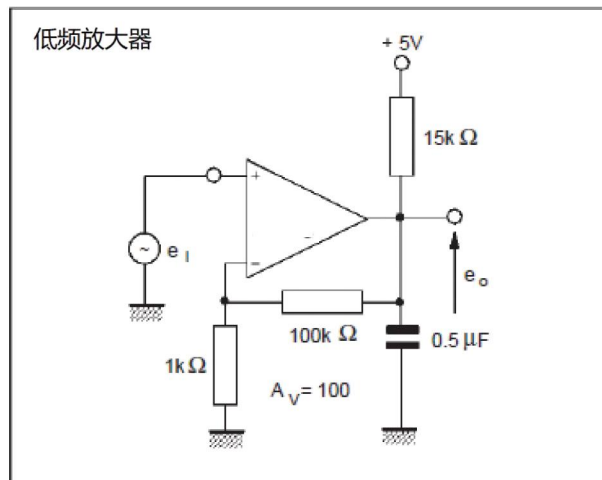 低频放大器
+ 5V
15k Ω
+
-
-
~
e I
e o
100k Ω
0.5 μF
1k Ω
A V = 100